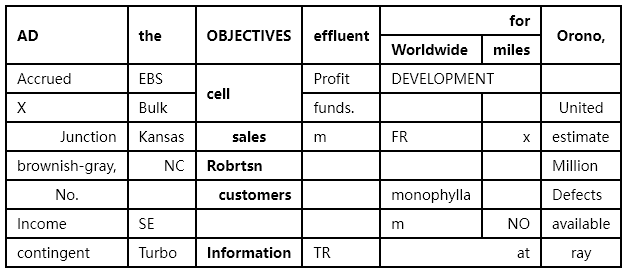 AD the OBJECTIVES effluent for Orono,
Worldwide miles
Accrued EBS cell Profit DEVELOPMENT
X Bulk funds. United
Junction Kansas sales m FR x estimate
brownish-gray, NC Robrtsn Million
No. customers monophylla Defects
Income SE m NO available
contingent Turbo Information TR at ray